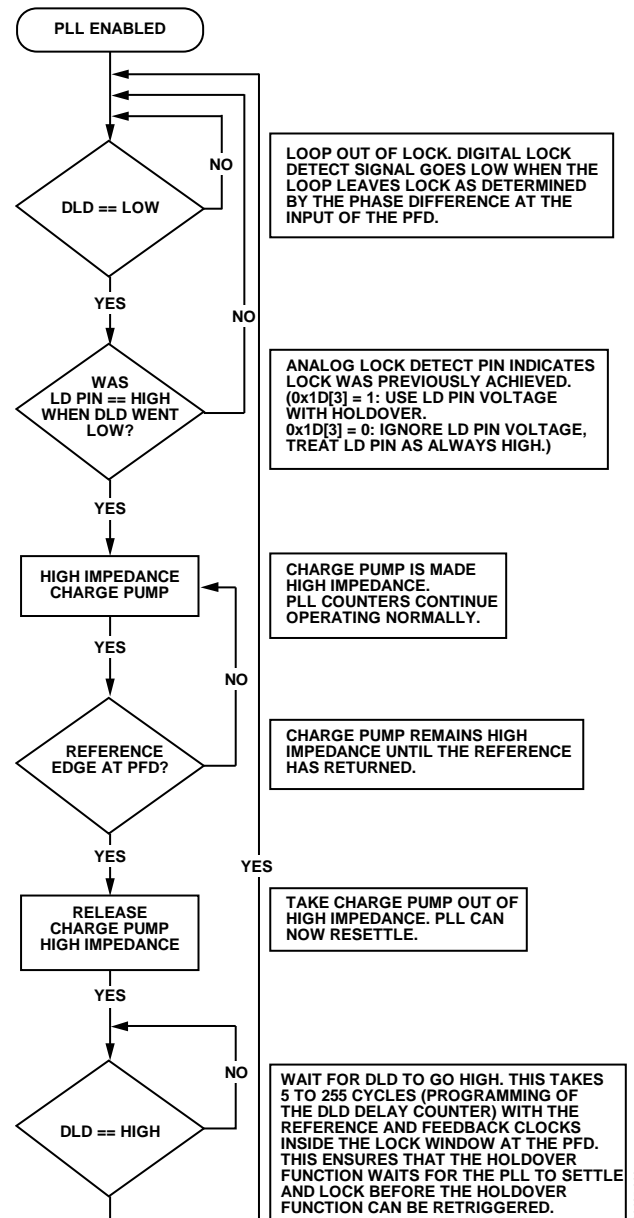 PLL ENABLED
NO
DLD == LOW
LOOP OUT OF LOCK. DIGITAL LOCK
DETECT SIGNAL GOES LOW WHEN THE
LOOP LEAVES LOCK AS DETERMINED
BY THE PHASE DIFFERENCE AT THE
INPUT OF THE PFD.
YES
NO
WAS
LD PIN == HIGH
WHEN DLD WENT
LOW?
ANALOG LOCK DETECT PIN INDICATES
LOCK WAS PREVIOUSLY ACHIEVED.
(0x1D[3] = 1: USE LD PIN VOLTAGE
WITH HOLDOVER.
0x1D[3] = 0: IGNORE LD PIN VOLTAGE,
TREAT LD PIN AS ALWAYS HIGH.)
YES
HIGH IMPEDANCE
CHARGE PUMP
CHARGE PUMP IS MADE
HIGH IMPEDANCE.
PLL COUNTERS CONTINUE
OPERATING NORMALLY.
YES
NO
REFERENCE
EDGE AT PFD?
CHARGE PUMP REMAINS HIGH
IMPEDANCE UNTIL THE REFERENCE
HAS RETURNED.
YES
YES
RELEASE
CHARGE PUMP
HIGH IMPEDANCE
TAKE CHARGE PUMP OUT OF
HIGH IMPEDANCE. PLL CAN
NOW RESETTLE.
YES
NO
DLD == HIGH
WAIT FOR DLD TO GO HIGH. THIS TAKES
5 TO 255 CYCLES (PROGRAMMING OF
THE DLD DELAY COUNTER) WITH THE
REFERENCE AND FEEDBACK CLOCKS
INSIDE THE LOCK WINDOW AT THE PFD.
THIS ENSURES THAT THE HOLDOVER
FUNCTION WAITS FOR THE PLL TO SETTLE
AND LOCK BEFORE THE HOLDOVER
FUNCTION CAN BE RETRIGGERED.